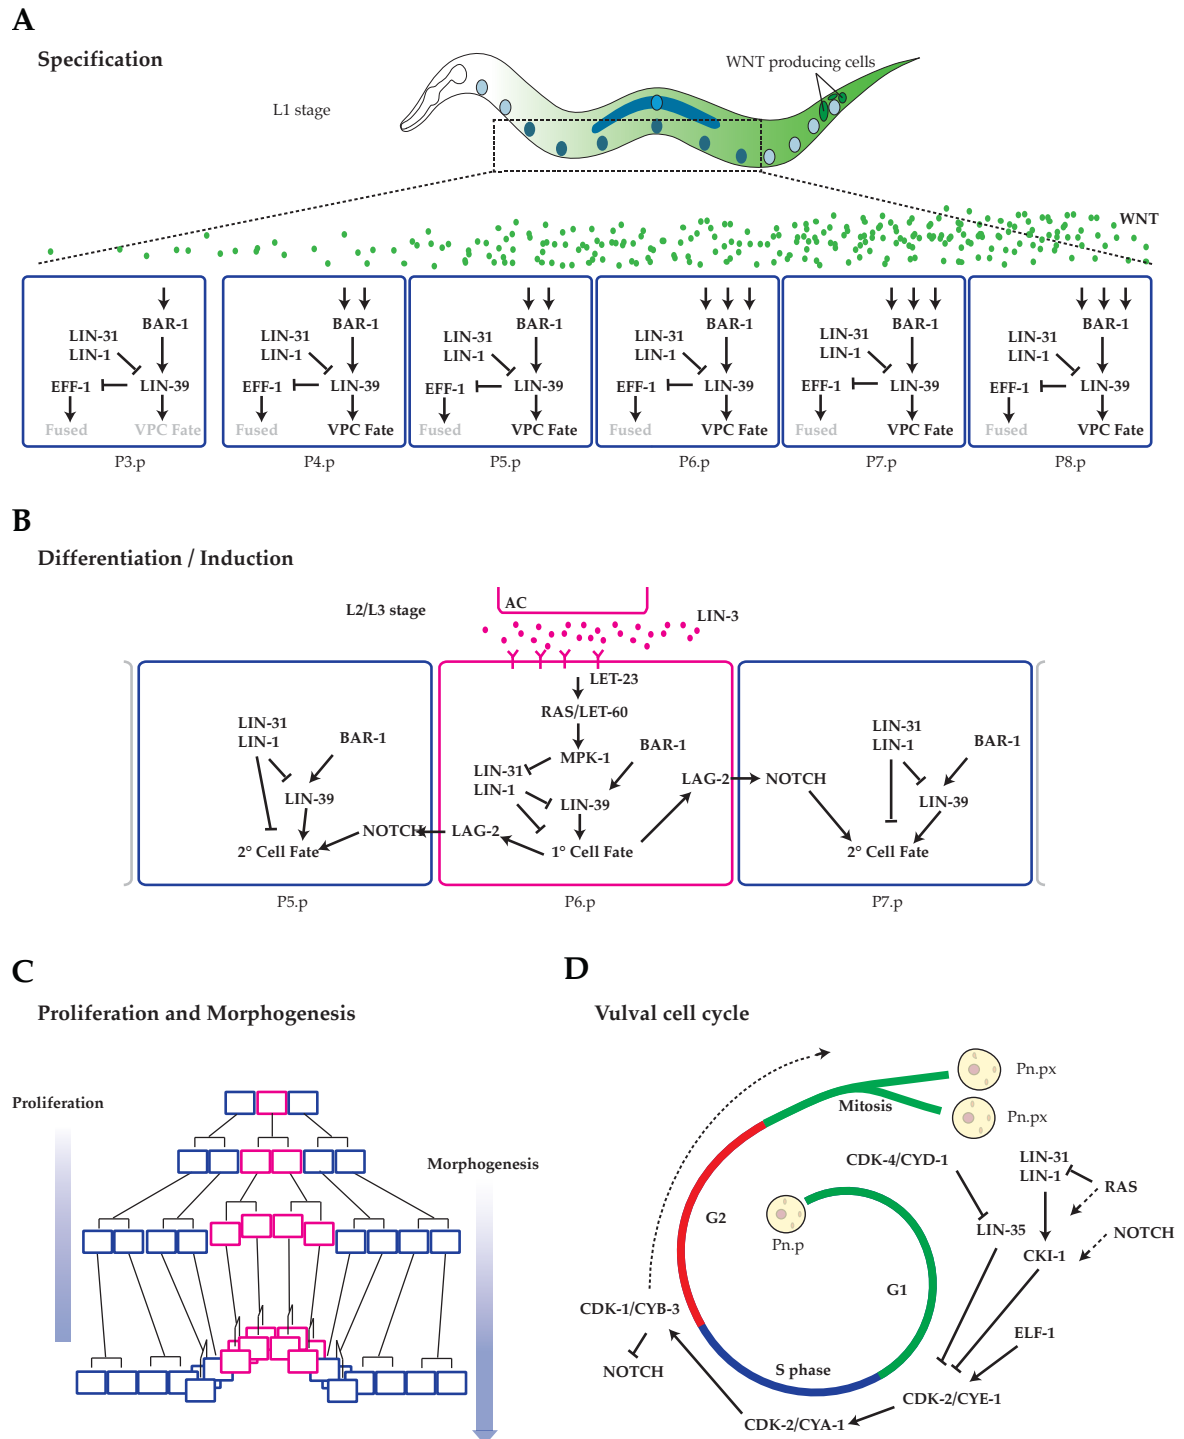 A
Specification
WNT producing cells
L1 stage
WNT
BAR-1
LIN-31
LIN-1
EFF-1
LIN-39
Fused
VPC Fate
P3.p
BAR-1
LIN-31
LIN-1
EFF-1
LIN-39
Fused
VPC Fate
P4.p
BAR-1
LIN-31
LIN-1
EFF-1
LIN-39
Fused
VPC Fate
P5.p
BAR-1
LIN-31
LIN-1
EFF-1
LIN-39
Fused
VPC Fate
P6.p
BAR-1
LIN-31
LIN-1
EFF-1
LIN-39
Fused
VPC Fate
P7.p
BAR-1
LIN-31
LIN-1
EFF-1
LIN-39
Fused
VPC Fate
P8.p
B
Differentiation / Induction
L2/L3 stage
AC
LIN-3
LIN-31
LIN-1
BAR-1
LIN-39
NOTCH
2° Cell Fate
P5.p
LET-23
RAS/LET-60
MPK-1
BAR-1
LIN-31
LIN-1
LIN-39
LAG-2
LAG-2
1° Cell Fate
P6.p
LIN-31
LIN-1
BAR-1
NOTCH
LIN-39
2° Cell Fate
P7.p
C
Proliferation and Morphogenesis
Proliferation
Morphogenesis
D
Vulval cell cycle
Pn.px
Mitosis
Pn.px
CDK-4/CYD-1
LIN-31
LIN-1
RAS
G2
Pn.p
LIN-35
NOTCH
CKI-1
G1
CDK-1/CYB-3
ELF-1
NOTCH
S phase
CDK-2/CYE-1
CDK-2/CYA-1